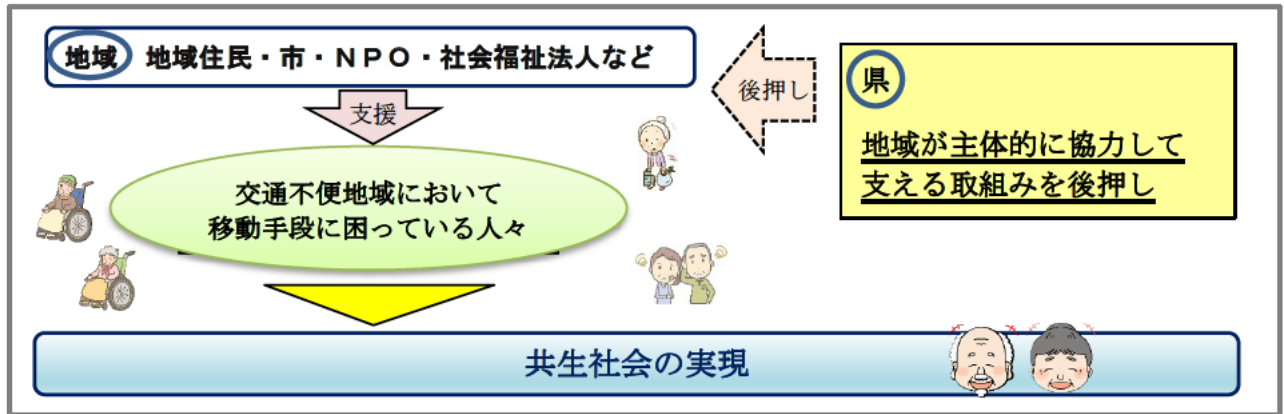 地域 地域住民・市・NPO・社会福祉法人など
支援
後押し
県
地域が主体的に協力して
支える取組みを後押し
交通不便地域において
移動手段に困っている人々
共生社会の実現